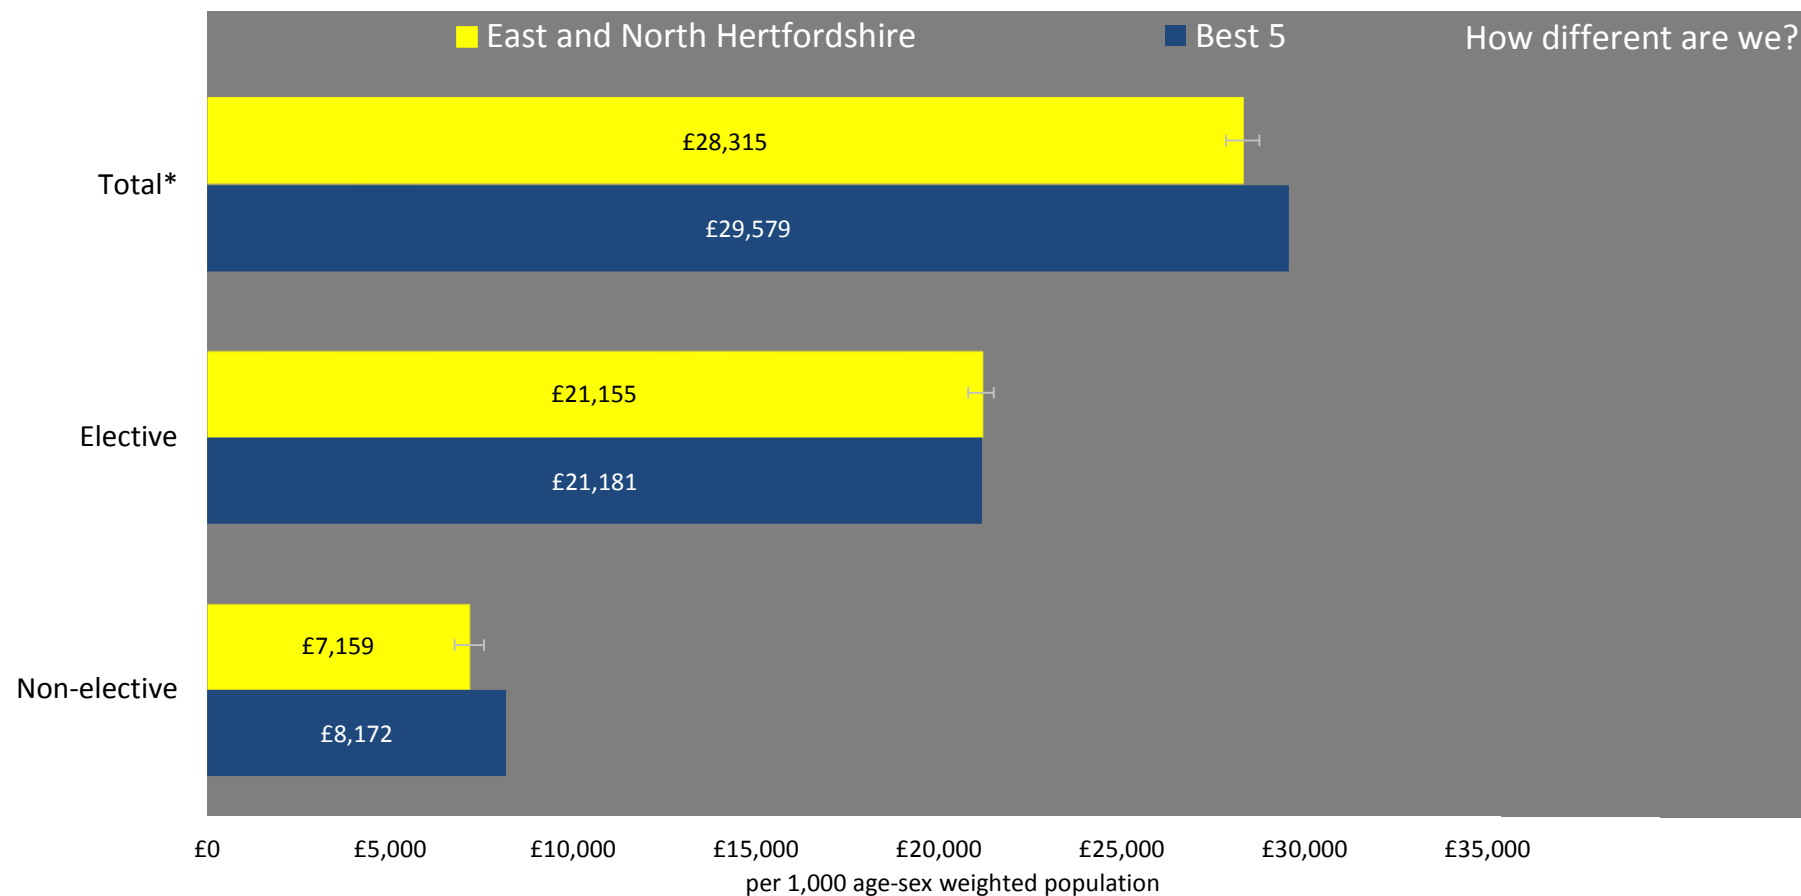 East and North Hertfordshire
Best 5
How different are we?
Total*
£28,315
£29,579
Elective
£21,155
£21,181
Non-elective
£7,159
£8,172
£0 £5,000 £10,000 £15,000 £20,000 £25,000 £30,000 £35,000
per 1,000 age-sex weighted population